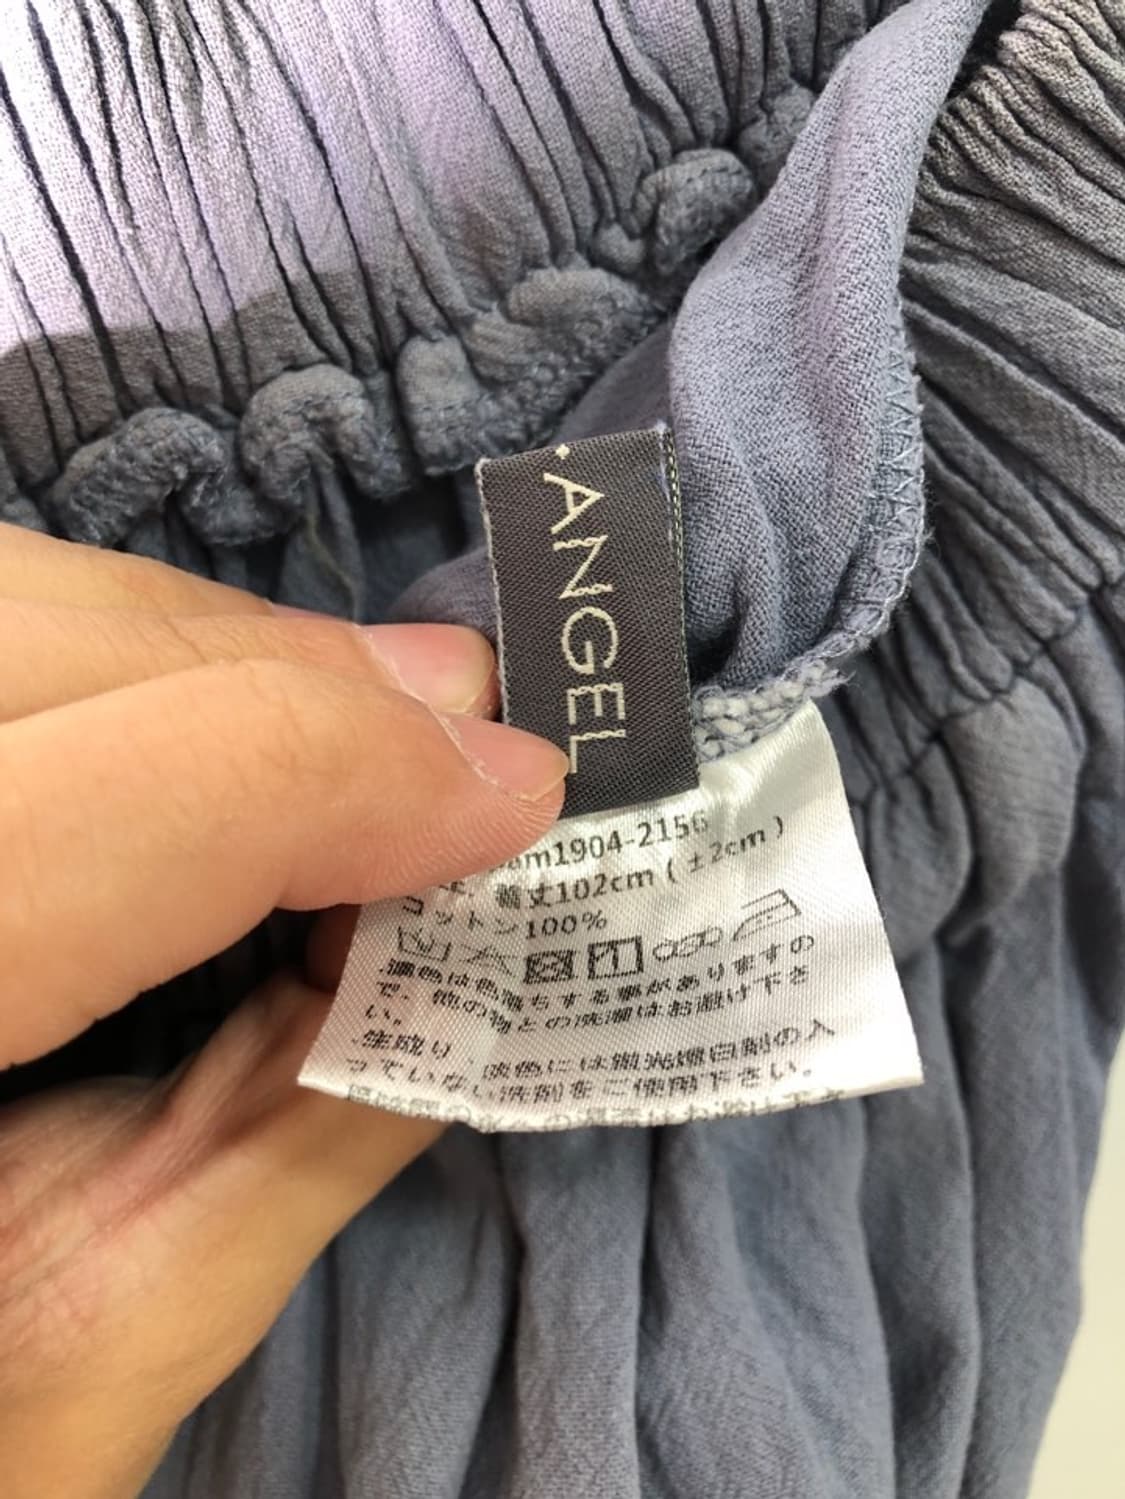 ·ANGEL
am1904-2156
着丈102cm(±2cm)
コットン100%
濃色は色落ちする事がありますの
で、他の物との洗濯はお避け下さ
い。
生成り、淡色には蛍光増白剤の入
っていない洗剤をご使用下さい。